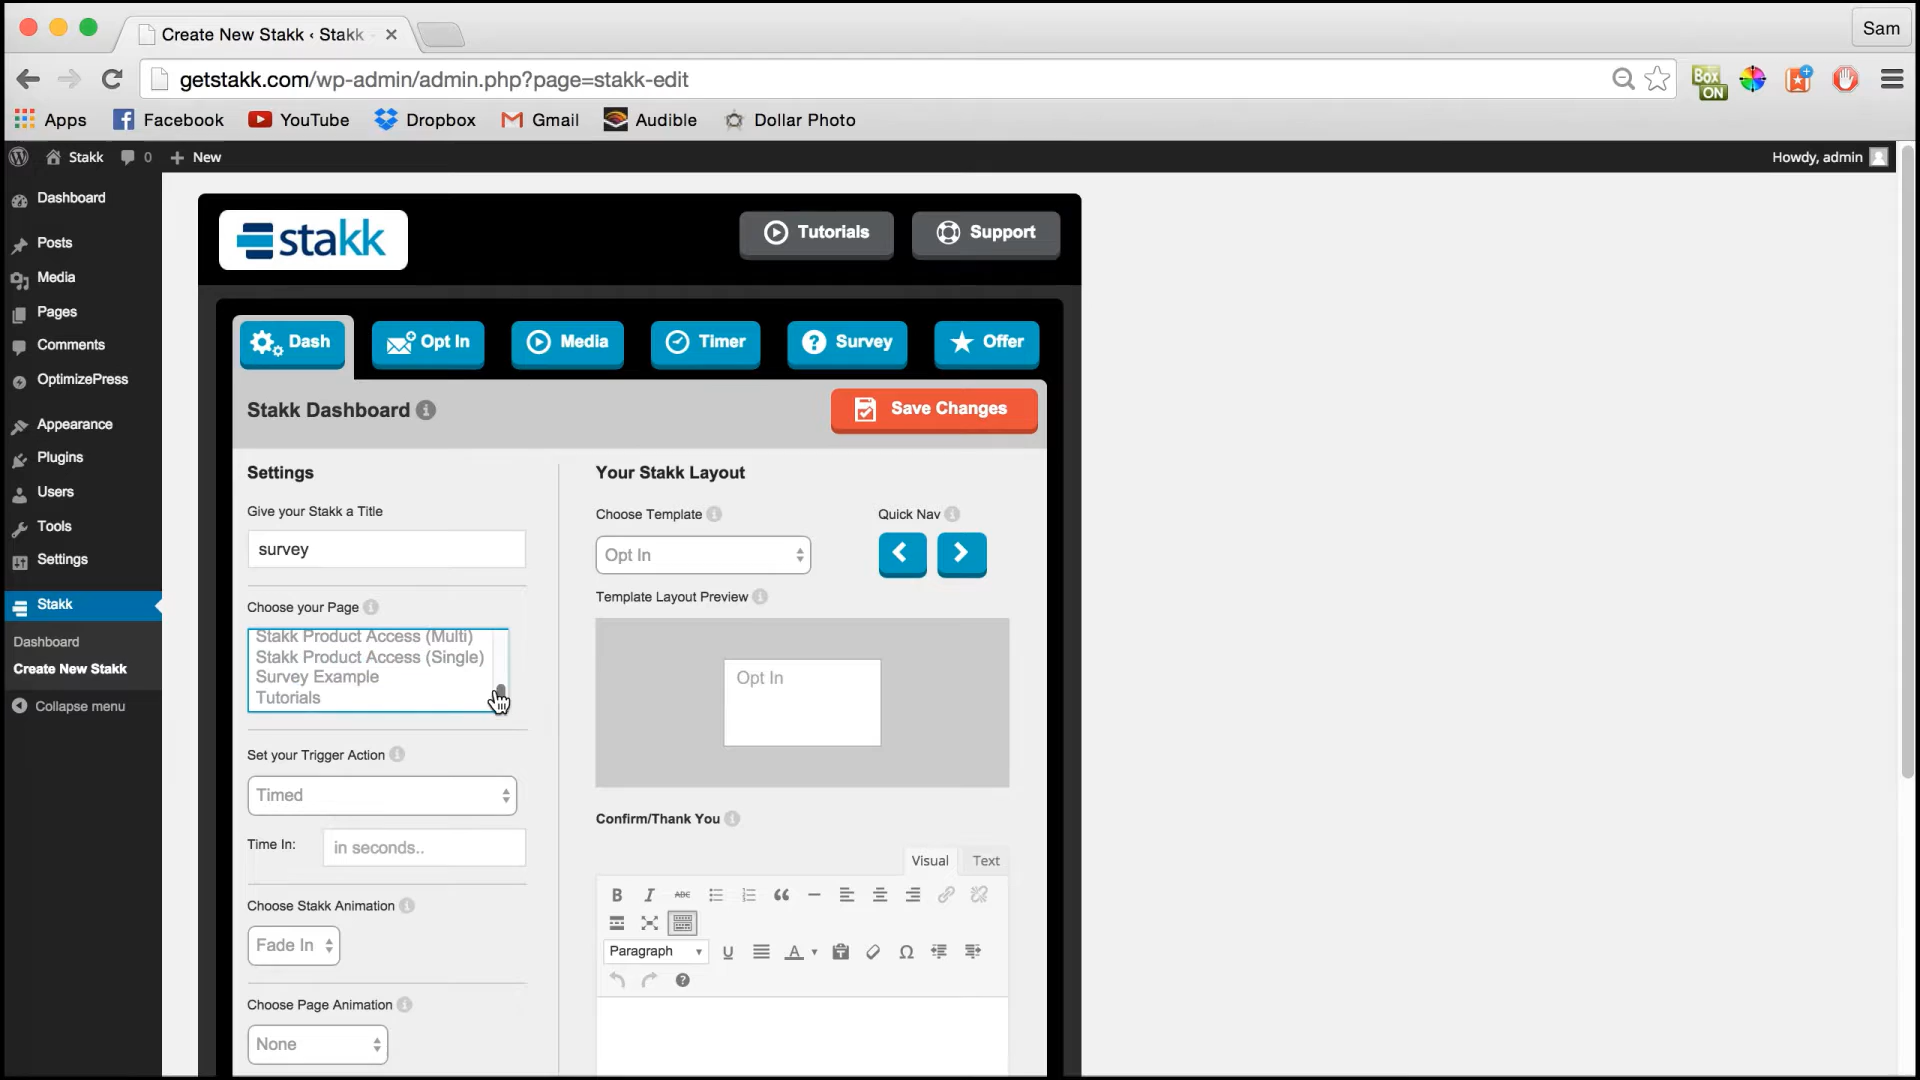 Create New Stakk ‹ Stakk
Sam
getstakk.com/wp-admin/admin.php?page=stakk-edit
Box
ON
Apps Facebook YouTube Dropbox Gmail Audible Dollar Photo
Stakk 0 New Howdy, admin
Dashboard
Posts
Media
Pages
Comments
OptimizePress
Appearance
Plugins
Users
Tools
Settings
Stakk
Dashboard
Create New Stakk
Collapse menu
stakk
Tutorials Support
Dash Opt In Media Timer Survey Offer
Stakk Dashboard
Save Changes
Settings
Give your Stakk a Title
survey
Choose your Page
Stakk Product Access (Multi)
Stakk Product Access (Single)
Survey Example
Tutorials
Set your Trigger Action
Timed
Time In: in seconds..
Choose Stakk Animation
Fade In
Choose Page Animation
None
Your Stakk Layout
Choose Template Quick Nav
Opt In
Template Layout Preview
Opt In
Confirm/Thank You
Visual Text
B I ABC
Paragraph U A Ω